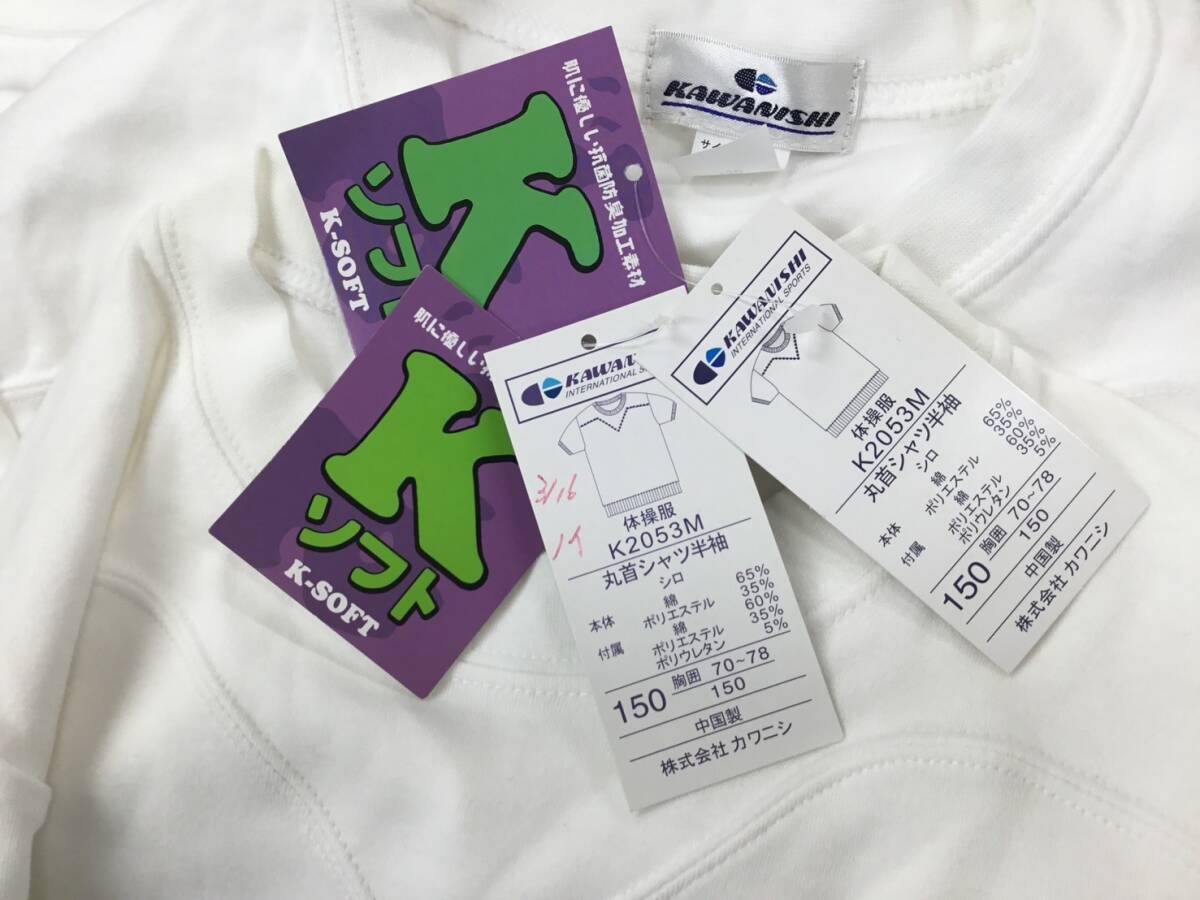 KAWANISHI
サイ
肌に優しい抗菌防臭加工素材
K
ソフ
K-SOFT
肌に優しい
K
ソフト
K-SOFT
KAWAN
INTERNATIONAL S
体操服
K2053M
丸首シャツ半袖
シロ
本体 綿 65%
ポリエステル 35%
付属 綿 60%
ポリエステル 35%
ポリウレタン 5%
150 胸囲 70~78
150
中国製
株式会社 カワニシ
KAWANISHI
INTERNATIONAL SPORTS
体操服
K2053M
丸首シャツ半袖
シロ
本体 綿 65%
ポリエステル 35%
付属 綿 60%
ポリエステル 35%
ポリウレタン 5%
150 胸囲 70~78
150
中国製
株式会社 カワニシ